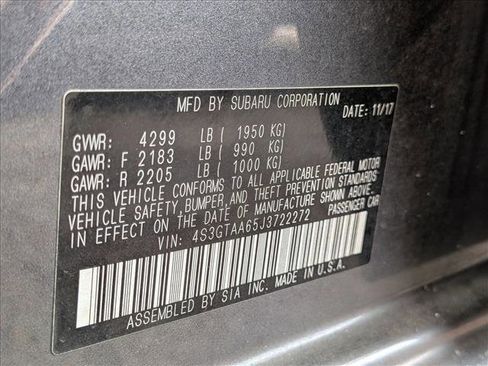 MFD BY SUBARU CORPORATION
DATE: 11/17
GVWR: 4299 LB ( 1950 KG)
GAWR: F 2183 LB ( 990 KG)
GAWR: R 2205 LB ( 1000 KG)
THIS VEHICLE CONFORMS TO ALL APPLICABLE FEDERAL MOTOR
VEHICLE SAFETY, BUMPER, AND THEFT PREVENTION STANDARDS
IN EFFECT ON THE DATE OF MANUFACTURE SHOWN ABOVE.
VIN: 4S3GTAA65J3722272 PASSENGER CAR
ASSEMBLED BY SIA INC. MADE IN U.S.A.